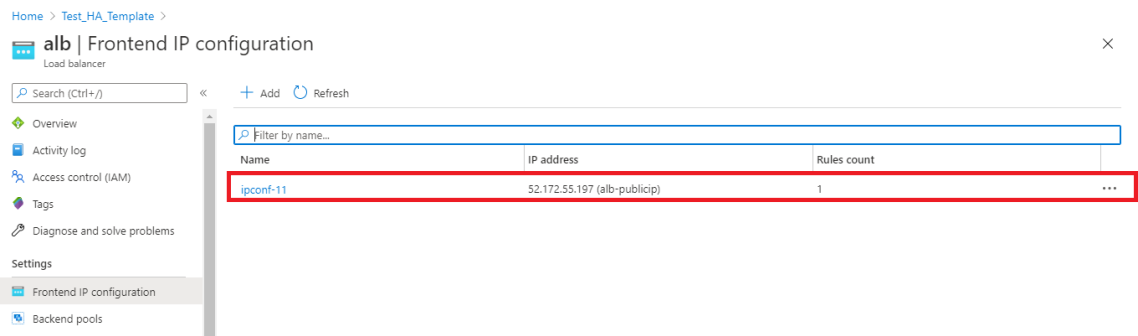 Home > Test_HA_Template >
alb | Frontend IP configuration
Load balancer
Search (Ctrl+/)
«
Add
Refresh
Overview
Activity log
Access control (IAM)
Tags
Diagnose and solve problems
Settings
Frontend IP configuration
Backend pools
Filter by name...
Name IP address Rules count
ipconf-11 52.172.55.197 (alb-publicip) 1 ...